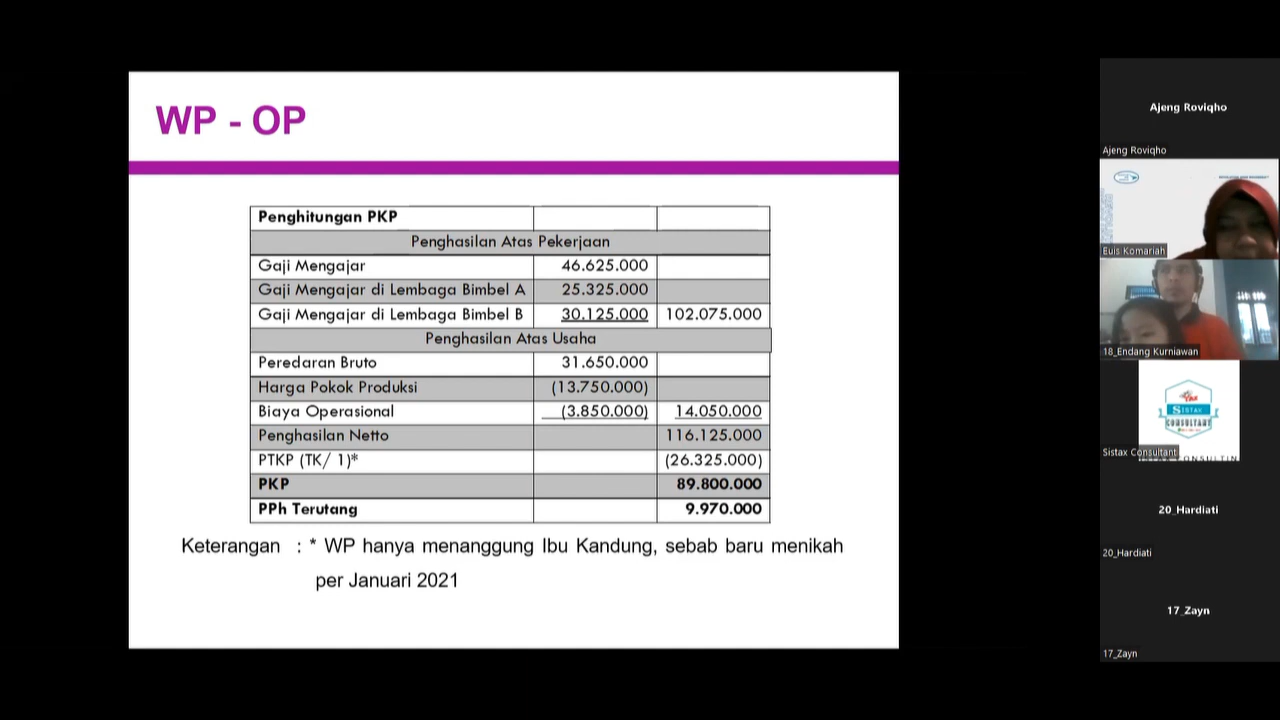 WP - OP
Penghitungan PKP
Penghasilan Atas Pekerjaan
Gaji Mengajar 46.625.000
Gaji Mengajar di Lembaga Bimbel A 25.325.000
Gaji Mengajar di Lembaga Bimbel B 30.125.000 102.075.000
Penghasilan Atas Usaha
Peredaran Bruto 31.650.000
Harga Pokok Produksi (13.750.000)
Biaya Operasional (3.850.000) 14.050.000
Penghasilan Netto 116.125.000
PTKP (TK/ 1)* (26.325.000)
PKP 89.800.000
PPh Terutang 9.970.000
Keterangan : * WP hanya menanggung Ibu Kandung, sebab baru menikah
per Januari 2021
Ajeng Roviqho
Ajeng Roviqho
Euis Komariah
18_Endang Kurniawan
SISTAX
CONSULTANT
Sistax Consultant
20_Hardiati
20_Hardiati
17_Zayn
17_Zayn